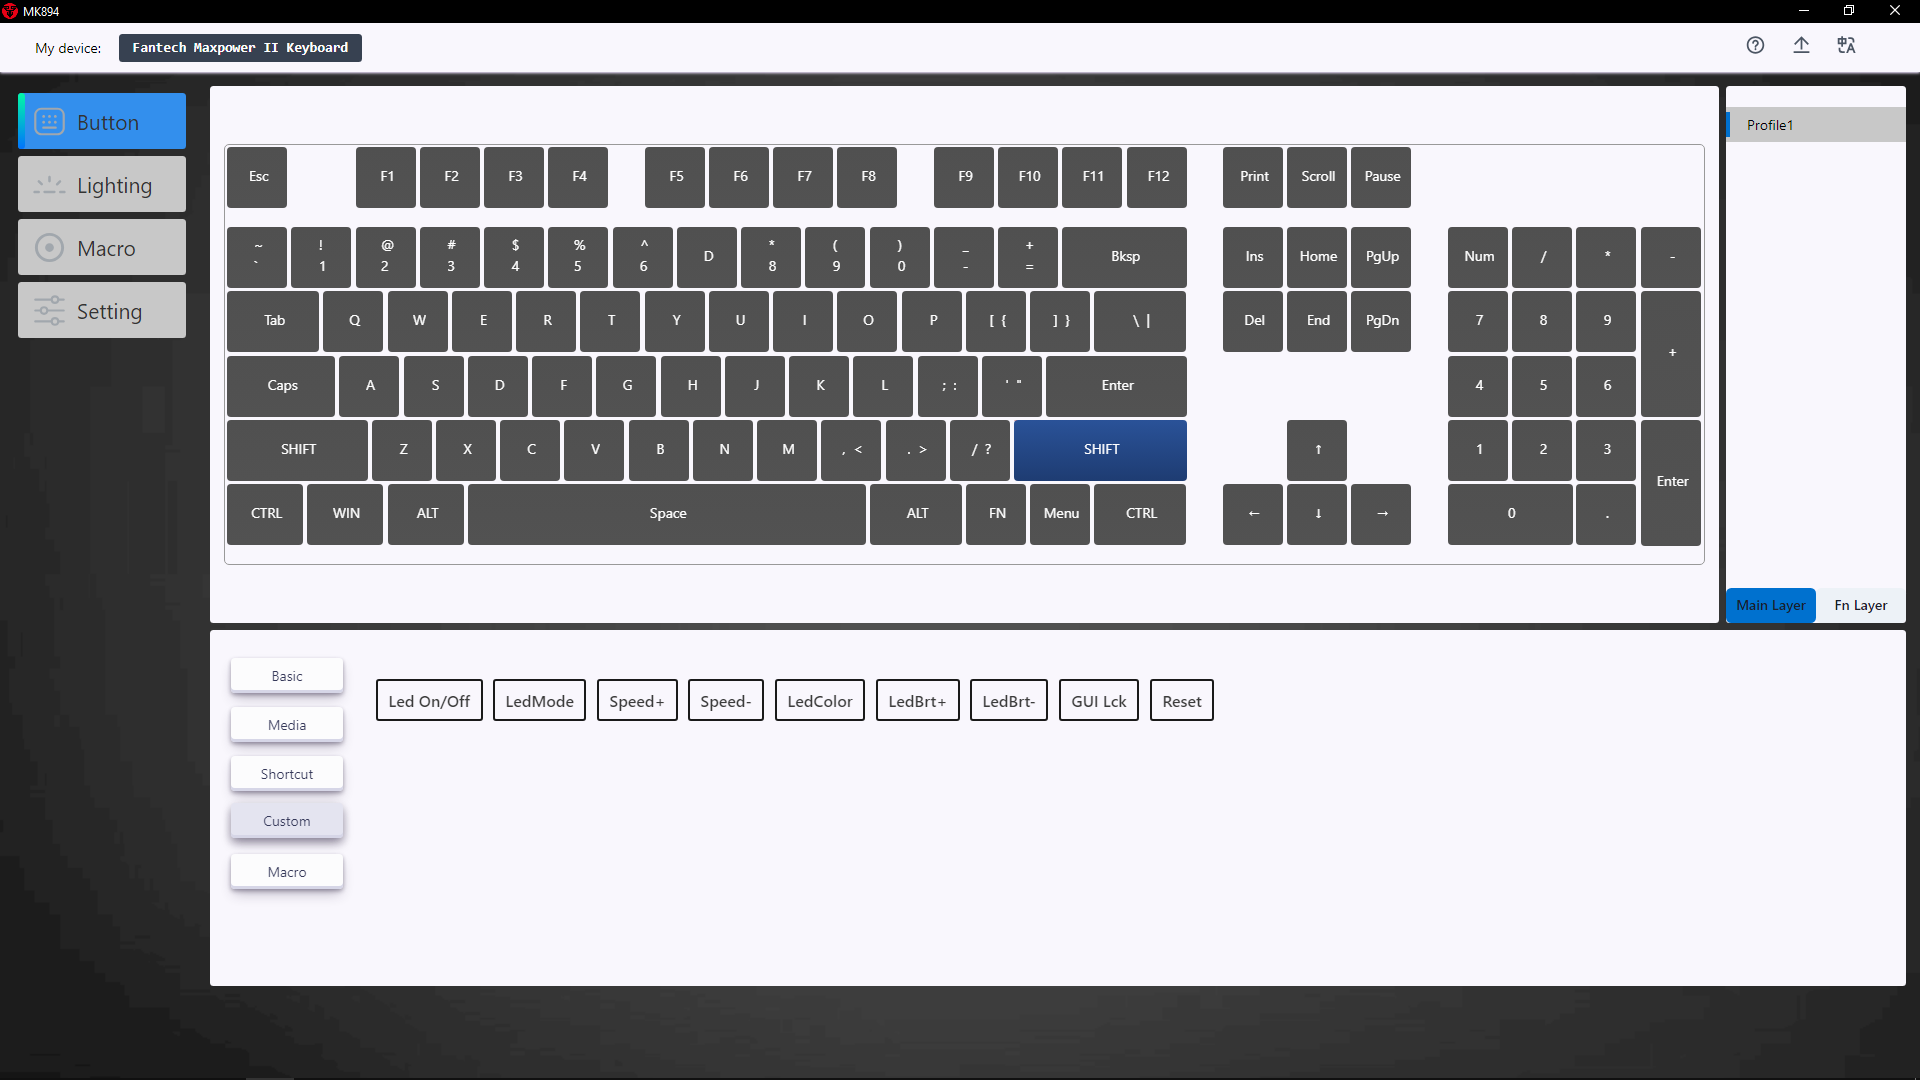 MK894
My device: Fantech Maxpower II Keyboard
Button
Lighting
Macro
Setting
Esc F1 F2 F3 F4 F5 F6 F7 F8 F9 F10 F11 F12 Print Scroll Pause
~ ! @ # $ % ^ D * ( ) _ + Bksp Ins Home PgUp Num / * -
` 1 2 3 4 5 6 8 9 0 - =
Tab Q W E R T Y U I O P [ { ] } \ | Del End PgDn 7 8 9
+
Caps A S D F G H J K L ; : ' " Enter 4 5 6
SHIFT Z X C V B N M , < . > / ? SHIFT ↑ 1 2 3
Enter
CTRL WIN ALT Space ALT FN Menu CTRL ← ↓ → 0 .
Profile1
Main Layer Fn Layer
Basic
Media
Shortcut
Custom
Macro
Led On/Off LedMode Speed+ Speed- LedColor LedBrt+ LedBrt- GUI Lck Reset